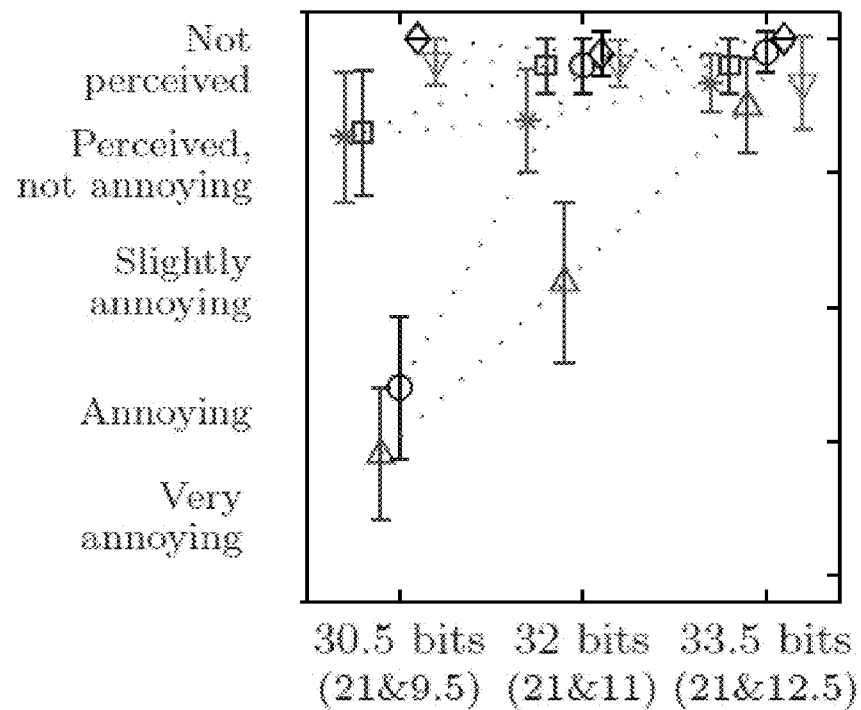 Not
perceived
Perceived,
not annoying
Slightly
annoying
Annoying
Very
annoying
30.5 bits 32 bits 33.5 bits
(21&9.5) (21&11) (21&12.5)